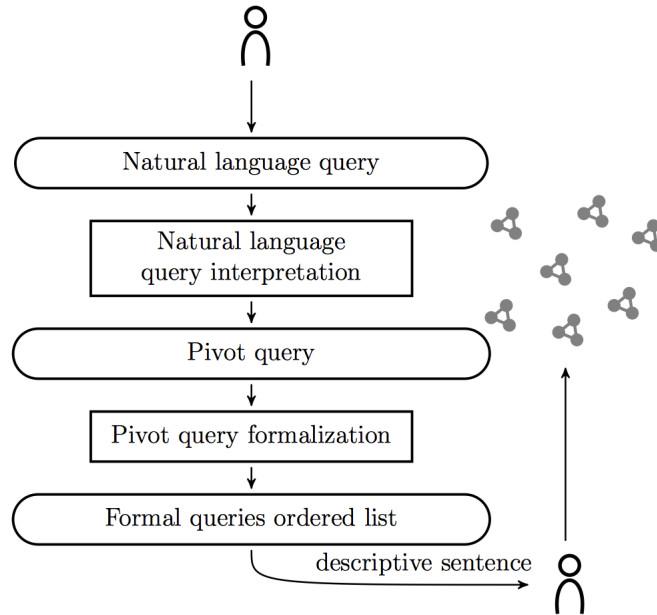 Natural language query
Natural language
query interpretation
Pivot query
Pivot query formalization
Formal queries ordered list
descriptive sentence